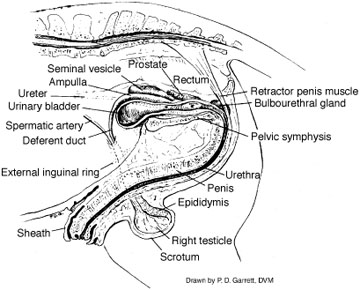 Prostate
Seminal vesicle
Ampulla
Rectum
Ureter
Retractor penis muscle
Urinary bladder
Bulbourethral gland
Spermatic artery
Deferent duct
Pelvic symphysis
External inguinal ring
Urethra
Penis
Epididymis
Sheath
Right testicle
Scrotum
Drawn by P. D. Garrett, DVM